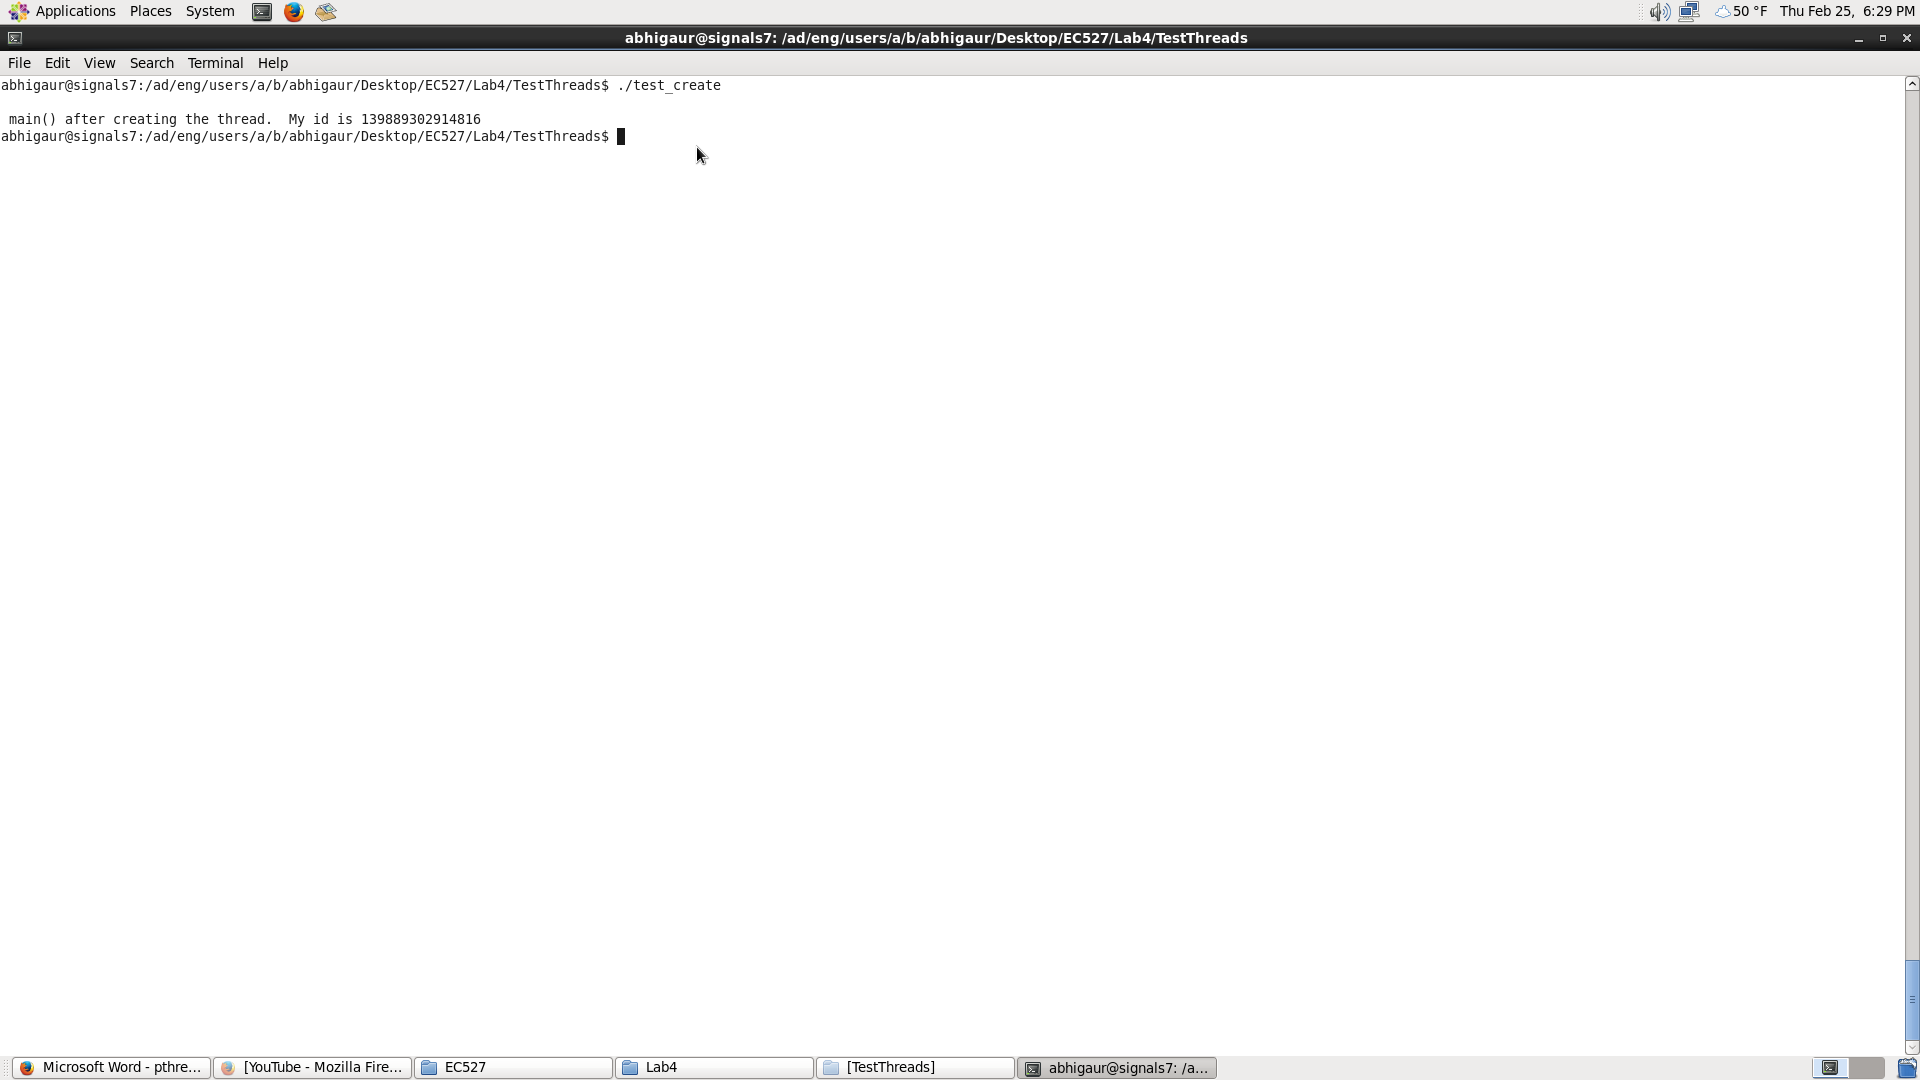 Applications Places System 50 °F Thu Feb 25, 6:29 PM
abhigaur@signals7: /ad/eng/users/a/b/abhigaur/Desktop/EC527/Lab4/TestThreads
File Edit View Search Terminal Help
abhigaur@signals7:/ad/eng/users/a/b/abhigaur/Desktop/EC527/Lab4/TestThreads$ ./test_create
main() after creating the thread.  My id is 139889302914816
abhigaur@signals7:/ad/eng/users/a/b/abhigaur/Desktop/EC527/Lab4/TestThreads$
Microsoft Word - pthre... [YouTube - Mozilla Fire... EC527 Lab4 [TestThreads] abhigaur@signals7: /a...